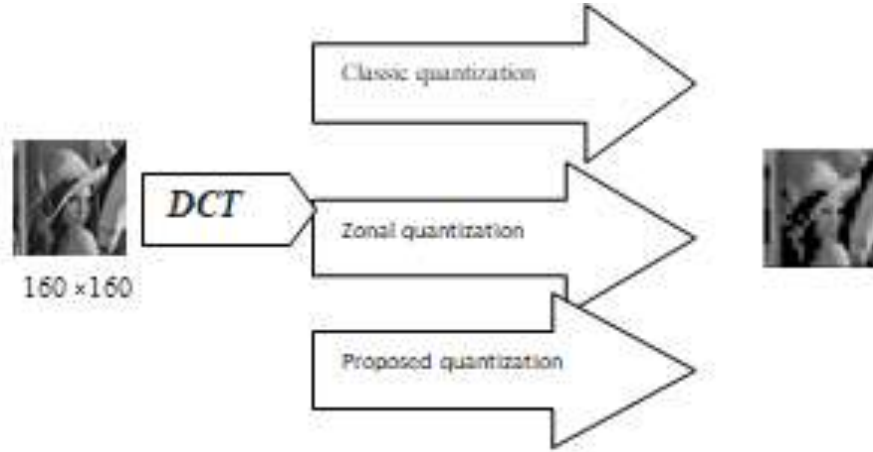 Classic quantization
DCT
Zonal quantization
160 ×160
Proposed quantization